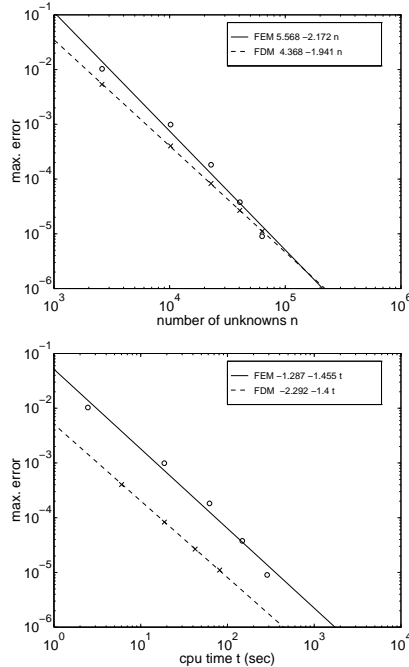 10^−1
10^−2
10^−3
10^−4
10^−5
10^−6
max. error
FEM 5.568 −2.172 n
FDM 4.368 −1.941 n
10^3 10^4 10^5 10^6
number of unknowns n
10^−1
10^−2
10^−3
10^−4
10^−5
10^−6
max. error
FEM −1.287 −1.455 t
FDM −2.292 −1.4 t
10^0 10^1 10^2 10^3 10^4
cpu time t (sec)